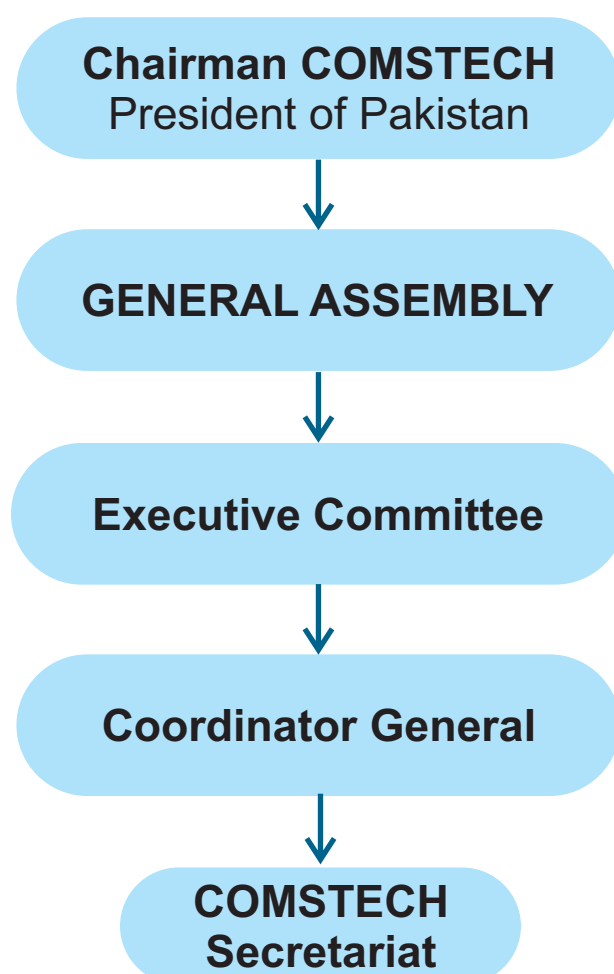 Chairman COMSTECH
President of Pakistan
GENERAL ASSEMBLY
Executive Committee
Coordinator General
COMSTECH
Secretariat